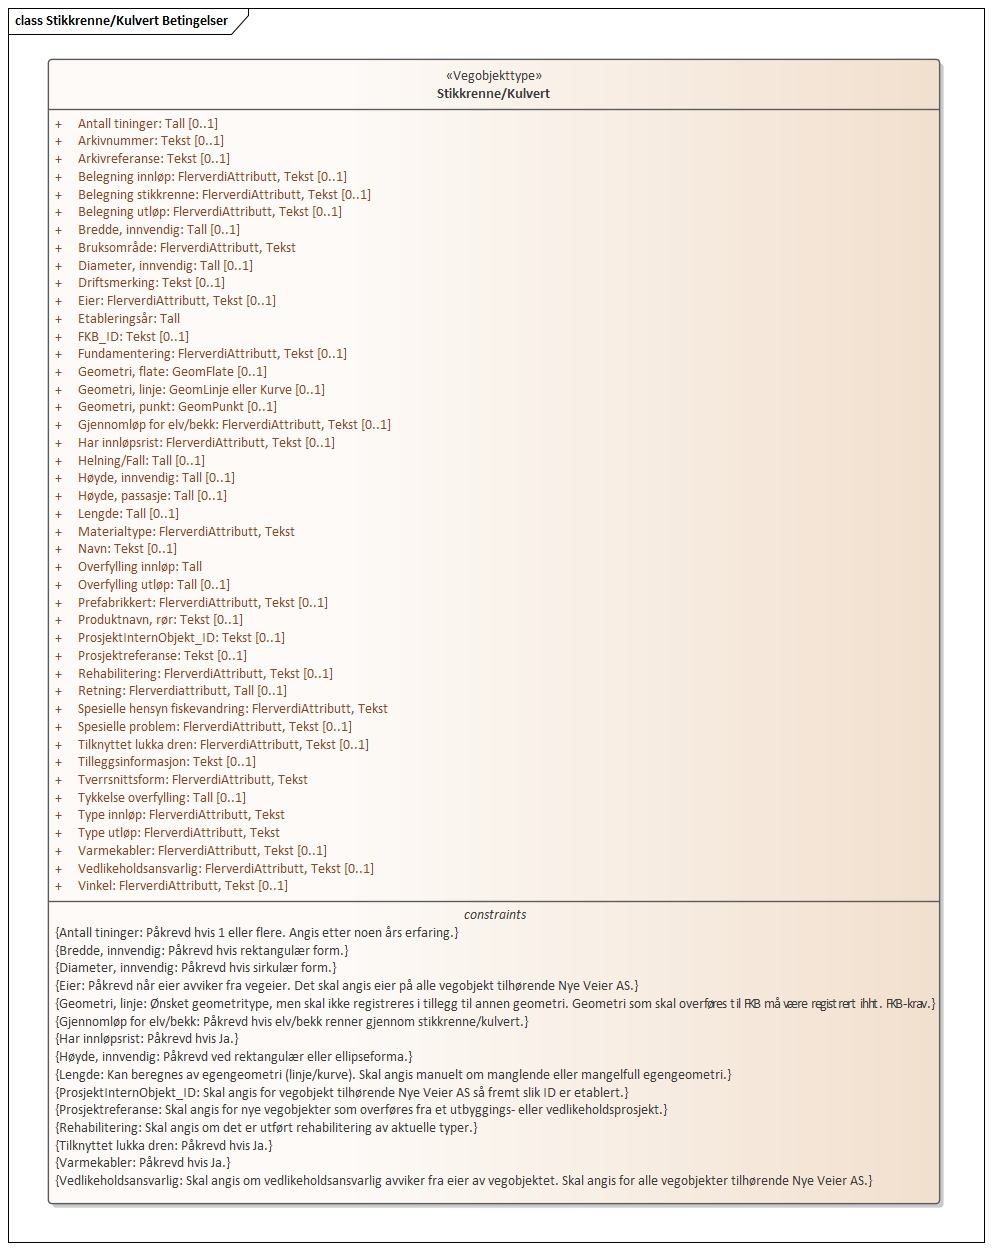 class Stikkrenne/Kulvert Betingelser
«Vegobjekttype»
Stikkrenne/Kulvert
+ Antall tininger: Tall [0..1]
+ Arkivnummer: Tekst [0..1]
+ Arkivreferanse: Tekst [0..1]
+ Belegning innløp: FlerverdiAttributt, Tekst [0..1]
+ Belegning stikkrenne: FlerverdiAttributt, Tekst [0..1]
+ Belegning utløp: FlerverdiAttributt, Tekst [0..1]
+ Bredde, innvendig: Tall [0..1]
+ Bruksområde: FlerverdiAttributt, Tekst
+ Diameter, innvendig: Tall [0..1]
+ Driftsmerking: Tekst [0..1]
+ Eier: FlerverdiAttributt, Tekst [0..1]
+ Etableringsår: Tall
+ FKB_ID: Tekst [0..1]
+ Fundamentering: FlerverdiAttributt, Tekst [0..1]
+ Geometri, flate: GeomFlate [0..1]
+ Geometri, linje: GeomLinje eller Kurve [0..1]
+ Geometri, punkt: GeomPunkt [0..1]
+ Gjennomløp for elv/bekk: FlerverdiAttributt, Tekst [0..1]
+ Har innløpsrist: FlerverdiAttributt, Tekst [0..1]
+ Helning/Fall: Tall [0..1]
+ Høyde, innvendig: Tall [0..1]
+ Høyde, passasje: Tall [0..1]
+ Lengde: Tall [0..1]
+ Materialtype: FlerverdiAttributt, Tekst
+ Navn: Tekst [0..1]
+ Overfylling innløp: Tall
+ Overfylling utløp: Tall [0..1]
+ Prefabrikkert: FlerverdiAttributt, Tekst [0..1]
+ Produktnavn, rør: Tekst [0..1]
+ ProsjektInternObjekt_ID: Tekst [0..1]
+ Prosjektreferanse: Tekst [0..1]
+ Rehabilitering: FlerverdiAttributt, Tekst [0..1]
+ Retning: Flerverdiattributt, Tall [0..1]
+ Spesielle hensyn fiskevandring: FlerverdiAttributt, Tekst
+ Spesielle problem: FlerverdiAttributt, Tekst [0..1]
+ Tilknyttet lukka dren: FlerverdiAttributt, Tekst [0..1]
+ Tilleggsinformasjon: Tekst [0..1]
+ Tverrsnittsform: FlerverdiAttributt, Tekst
+ Tykkelse overfylling: Tall [0..1]
+ Type innløp: FlerverdiAttributt, Tekst
+ Type utløp: FlerverdiAttributt, Tekst
+ Varmekabler: FlerverdiAttributt, Tekst [0..1]
+ Vedlikeholdsansvarlig: FlerverdiAttributt, Tekst [0..1]
+ Vinkel: FlerverdiAttributt, Tekst [0..1]
constraints
{Antall tininger: Påkrevd hvis 1 eller flere. Angis etter noen års erfaring.}
{Bredde, innvendig: Påkrevd hvis rektangulær form.}
{Diameter, innvendig: Påkrevd hvis sirkulær form.}
{Eier: Påkrevd når eier avviker fra vegeier. Det skal angis eier på alle vegobjekt tilhørende Nye Veier AS.}
{Geometri, linje: Ønsket geometritype, men skal ikke registreres i tillegg til annen geometri. Geometri som skal overføres til FKB må være registrert ihht. FKB-krav.}
{Gjennomløp for elv/bekk: Påkrevd hvis elv/bekk renner gjennom stikkrenne/kulvert.}
{Har innløpsrist: Påkrevd hvis Ja.}
{Høyde, innvendig: Påkrevd ved rektangulær eller ellipseforma.}
{Lengde: Kan beregnes av egengeometri (linje/kurve). Skal angis manuelt om manglende eller mangelfull egengeometri.}
{ProsjektInternObjekt_ID: Skal angis for vegobjekt tilhørende Nye Veier AS så fremt slik ID er etablert.}
{Prosjektreferanse: Skal angis for nye vegobjekter som overføres fra et utbyggings- eller vedlikeholdsprosjekt.}
{Rehabilitering: Skal angis om det er utført rehabilitering av aktuelle typer.}
{Tilknyttet lukka dren: Påkrevd hvis Ja.}
{Varmekabler: Påkrevd hvis Ja.}
{Vedlikeholdsansvarlig: Skal angis om vedlikeholdsansvarlig avviker fra eier av vegobjektet. Skal angis for alle vegobjekter tilhørende Nye Veier AS.}